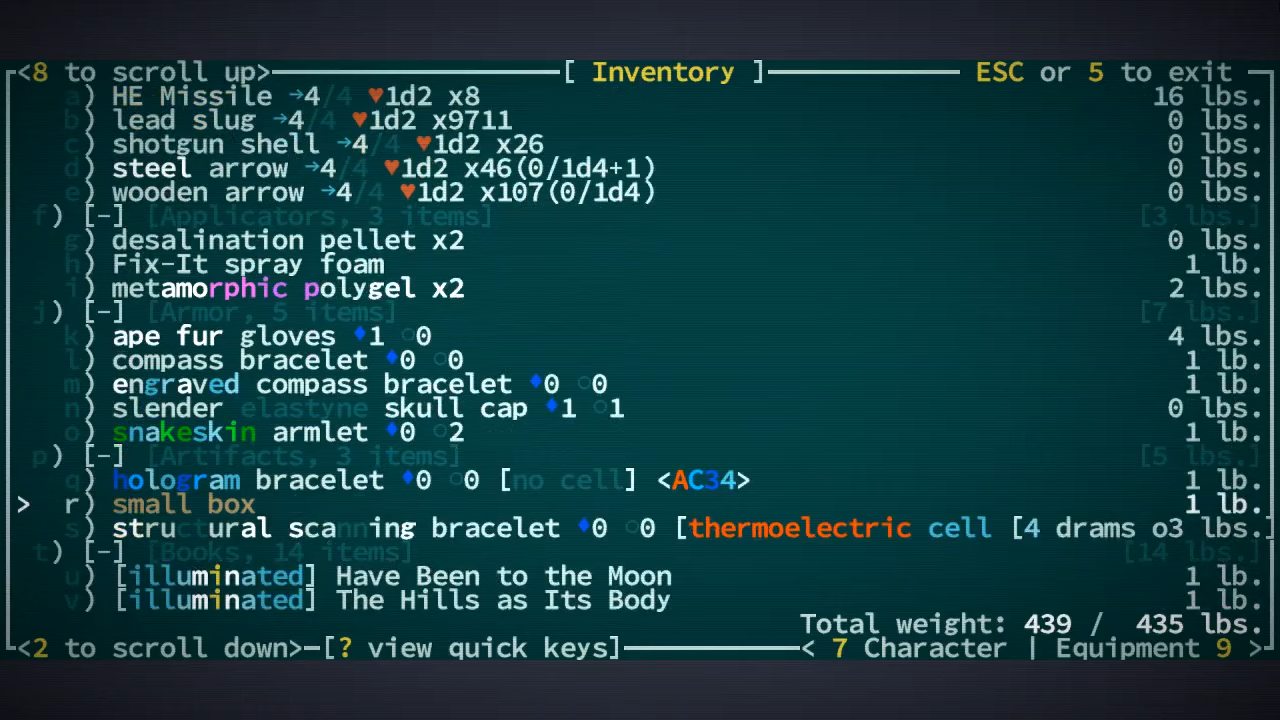 <8 to scroll up> [ Inventory ] ESC or 5 to exit
a) HE Missile →4/4 ♥1d2 x8 16 lbs.
b) lead slug →4/4 ♥1d2 x9711 0 lbs.
c) shotgun shell →4/4 ♥1d2 x26 0 lbs.
d) steel arrow →4/4 ♥1d2 x46(0/1d4+1) 0 lbs.
e) wooden arrow →4/4 ♥1d2 x107(0/1d4) 0 lbs.
f) [-] [Applicators, 3 items] [3 lbs.]
g) desalination pellet x2 0 lbs.
h) Fix-It spray foam 1 lb.
i) metamorphic polygel x2 2 lbs.
j) [-] [Armor, 5 items] [7 lbs.]
k) ape fur gloves ♦1 ○0 4 lbs.
l) compass bracelet ♦0 ○0 1 lb.
m) engraved compass bracelet ♦0 ○0 1 lb.
n) slender elastyne skull cap ♦1 ○1 0 lbs.
o) snakeskin armlet ♦0 ○2 1 lb.
p) [-] [Artifacts, 3 items] [5 lbs.]
q) hologram bracelet ♦0 ○0 [no cell] <AC34> 1 lb.
> r) small box 1 lb.
s) structural scanning bracelet ♦0 ○0 [thermoelectric cell [4 drams o3 lbs.]
t) [-] [Books, 14 items] [14 lbs.]
u) [illuminated] Have Been to the Moon 1 lb.
v) [illuminated] The Hills as Its Body 1 lb.
Total weight: 439 / 435 lbs.
<2 to scroll down> [? view quick keys] < 7 Character | Equipment 9 >